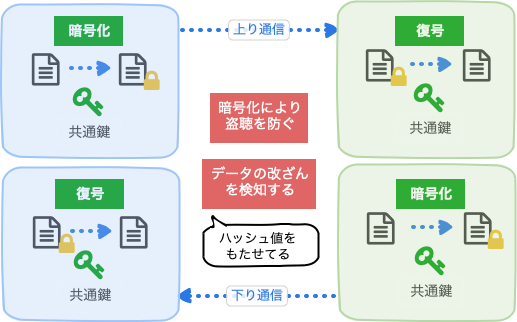 暗号化
上り通信
復号
共通鍵
共通鍵
暗号化により
盗聴を防ぐ
データの改ざん
を検知する
復号
暗号化
ハッシュ値を
もたせてる
共通鍵
共通鍵
下り通信